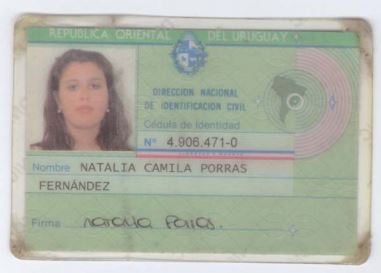 REPUBLICA ORIENTAL DEL URUGUAY
DIRECCION NACIONAL
DE IDENTIFICACION CIVIL
Cédula de Identidad
Nº 4.906.471-0
Nombre NATALIA CAMILA PORRAS
FERNÁNDEZ
Firma